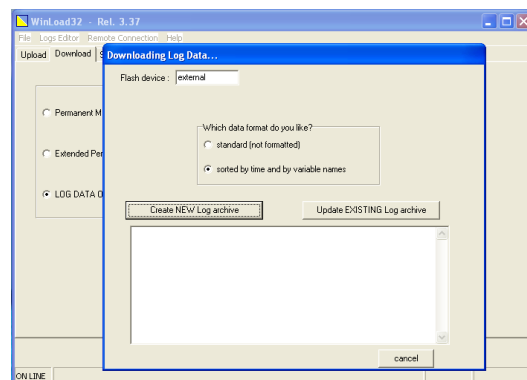 WinLoad32 - Rel. 3.37
File Logs Editor Remote Connection Help
Upload Download S
Downloading Log Data...
Flash device : external
Permanent M
Extended Per
LOG DATA D
Which data format do you like?
standard (not formatted)
sorted by time and by variable names
Create NEW Log archive Update EXISTING Log archive
cancel
ON LINE